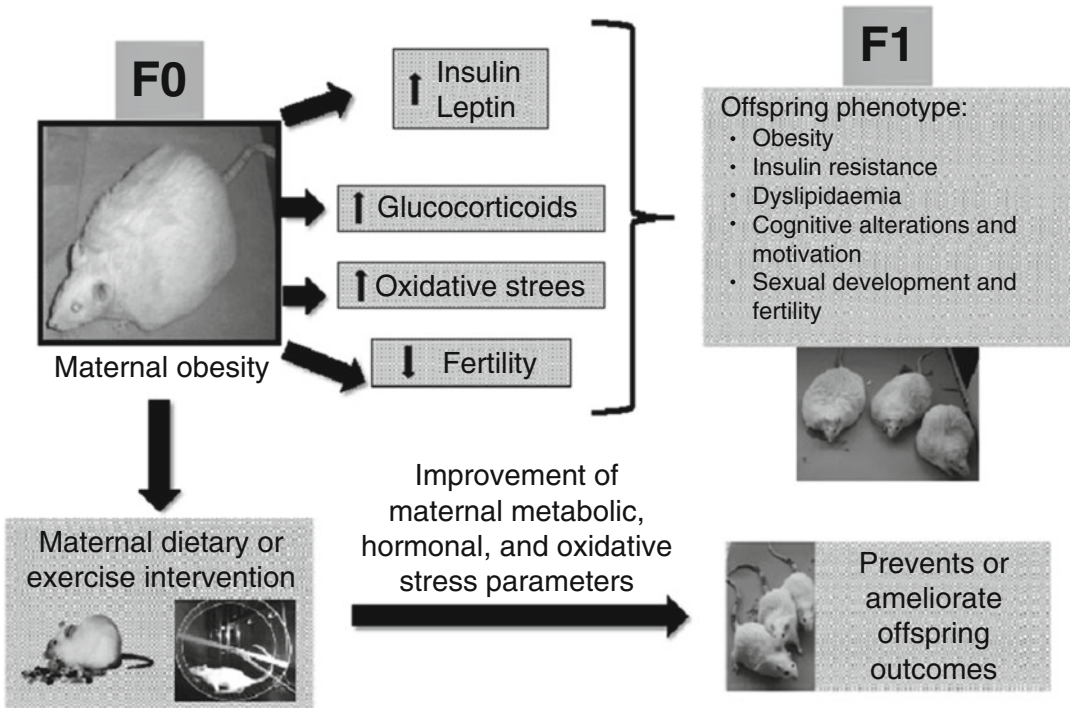 F0
Insulin
Leptin
Glucocorticoids
Oxidative strees
Fertility
Maternal obesity
F1
Offspring phenotype:
• Obesity
• Insulin resistance
• Dyslipidaemia
• Cognitive alterations and
motivation
• Sexual development and
fertility
Maternal dietary or
exercise intervention
Improvement of
maternal metabolic,
hormonal, and oxidative
stress parameters
Prevents or
ameliorate
offspring
outcomes